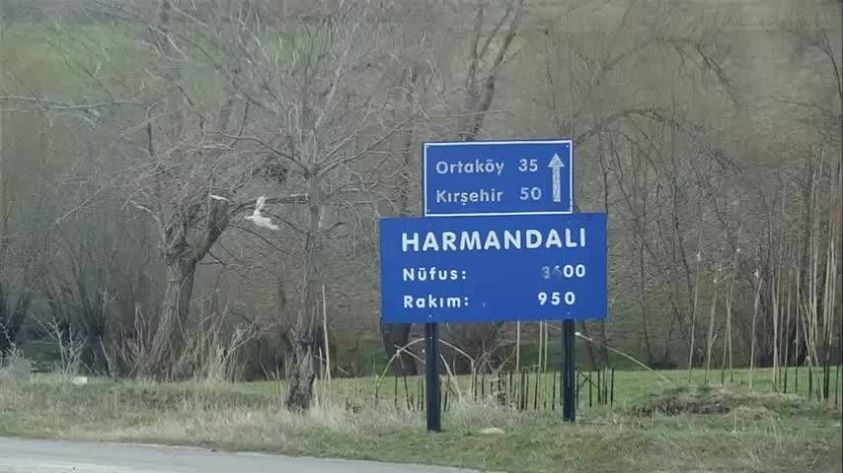 Ortaköy 35
Kırşehir 50
HARMANDALI
Nüfus:
Rakım: 950